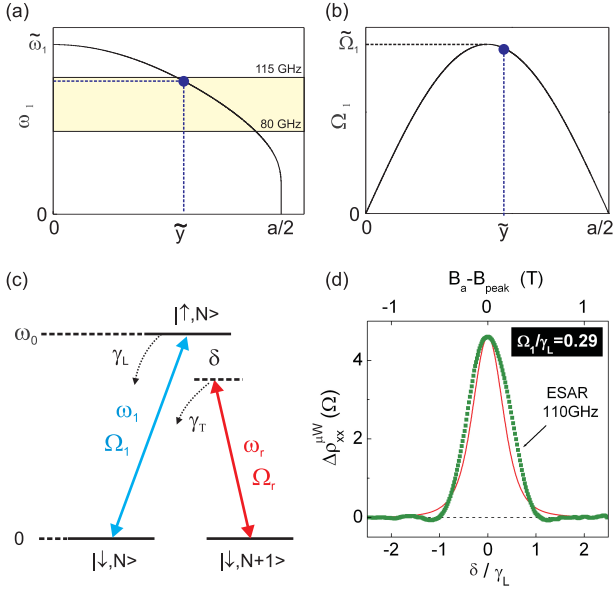 (a)
ω̃₁
115 GHz
ω₁
80 GHz
0
0
ỹ
a/2
(b)
Ω̃₁
Ω₁
0
0
ỹ
a/2
(c)
|↑,N>
ω₀
γL
δ
γT
ω₁
Ω₁
ωr
Ωr
0
|↓,N>
|↓,N+1>
(d)
Ba-Bpeak (T)
-1 0 1
Ω₁/γL=0.29
ESAR
110GHz
Δρxx^μW (Ω)
4
2
0
-2 -1 0 1 2
δ / γL